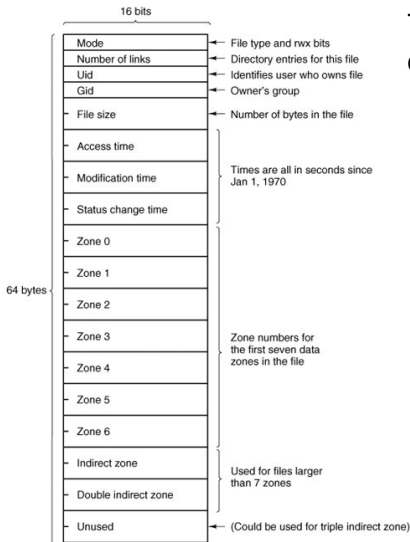 16 bits
Mode
File type and rwx bits
Number of links
Directory entries for this file
Uid
Identifies user who owns file
Gid
Owner's group
File size
Number of bytes in the file
Access time
Modification time
Times are all in seconds since
Jan 1, 1970
Status change time
Zone 0
Zone 1
64 bytes
Zone 2
Zone 3
Zone numbers for
the first seven data
zones in the file
Zone 4
Zone 5
Zone 6
Indirect zone
Used for files larger
than 7 zones
Double indirect zone
Unused
(Could be used for triple indirect zone)